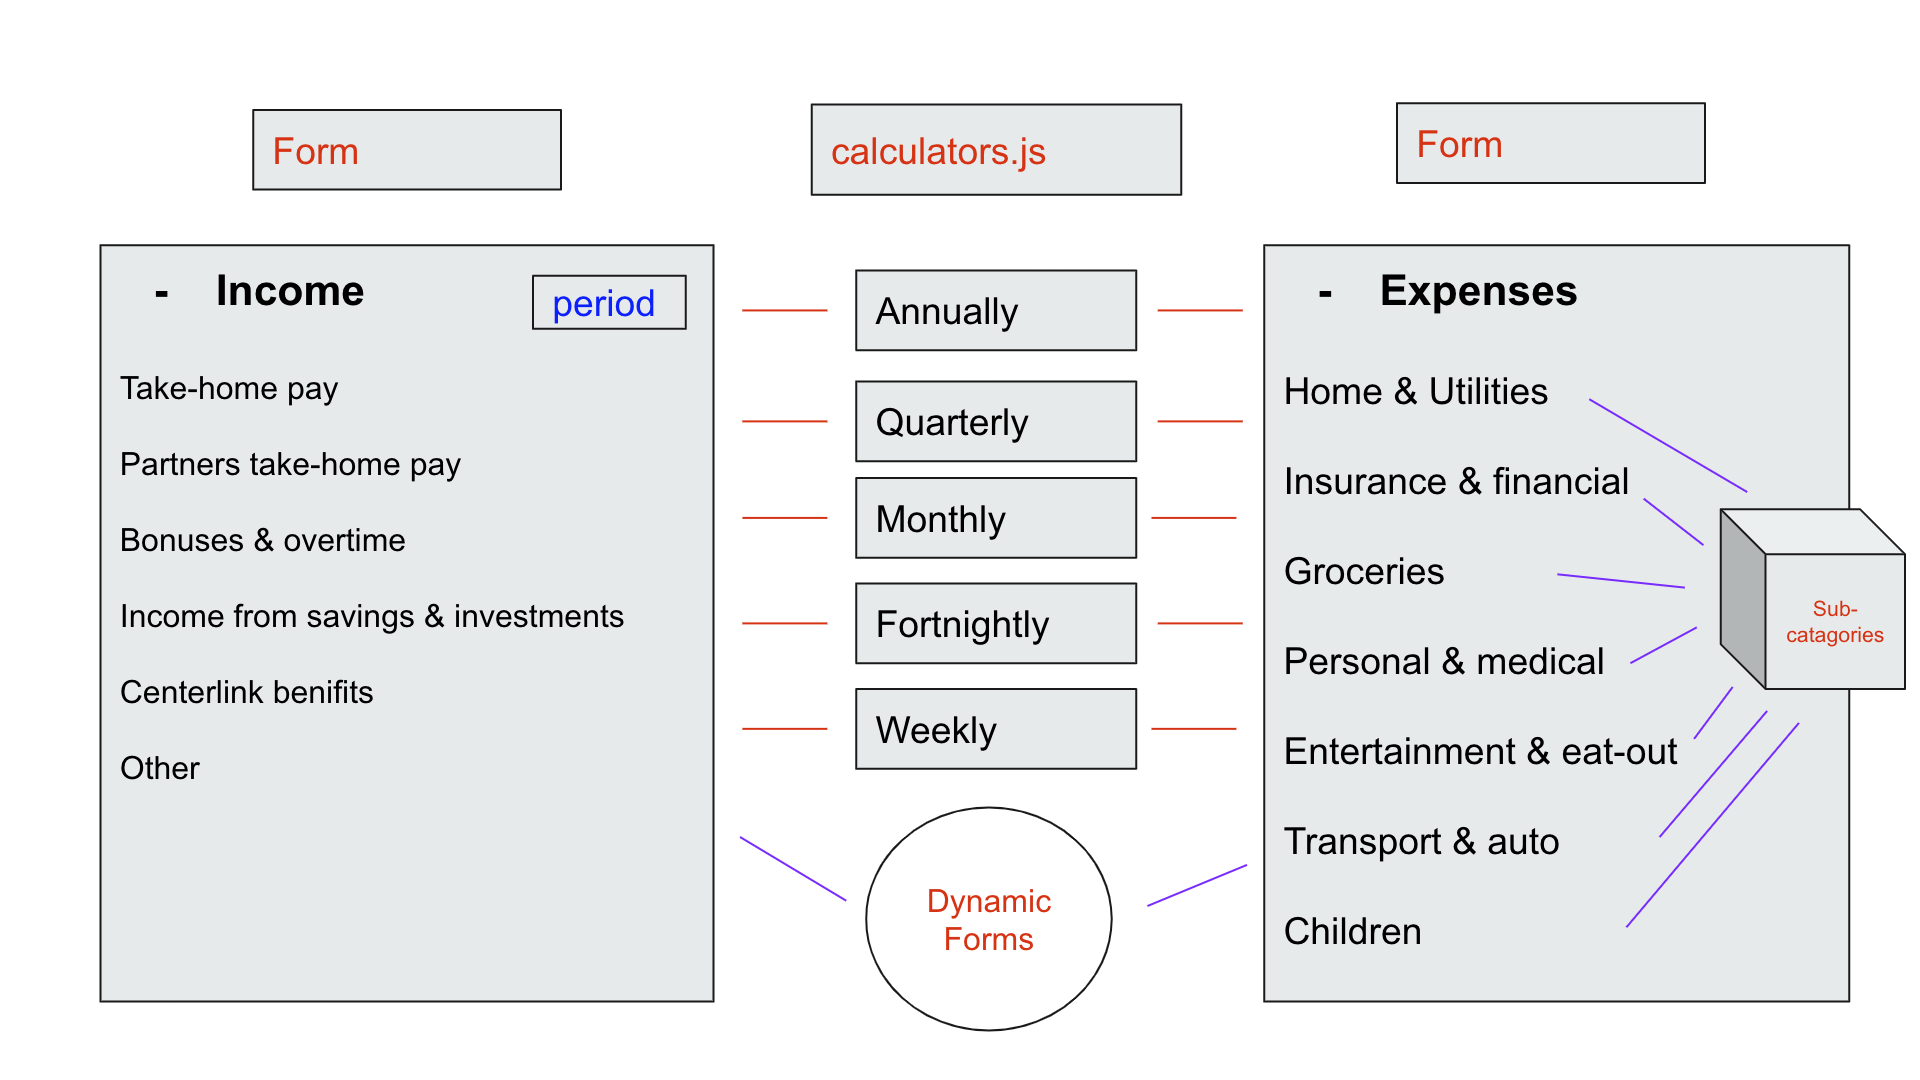 Form
calculators.js
Form
- Income
period
Take-home pay
Partners take-home pay
Bonuses & overtime
Income from savings & investments
Centerlink benifits
Other
Annually
Quarterly
Monthly
Fortnightly
Weekly
Dynamic
Forms
- Expenses
Home & Utilities
Insurance & financial
Groceries
Personal & medical
Entertainment & eat-out
Transport & auto
Children
Sub-
catagories